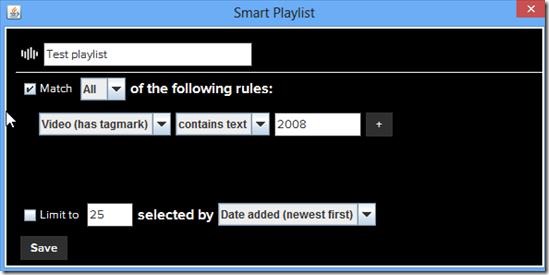 Smart Playlist
Test playlist
Match All of the following rules:
Video (has tagmark) contains text 2008 +
Limit to 25 selected by Date added (newest first)
Save